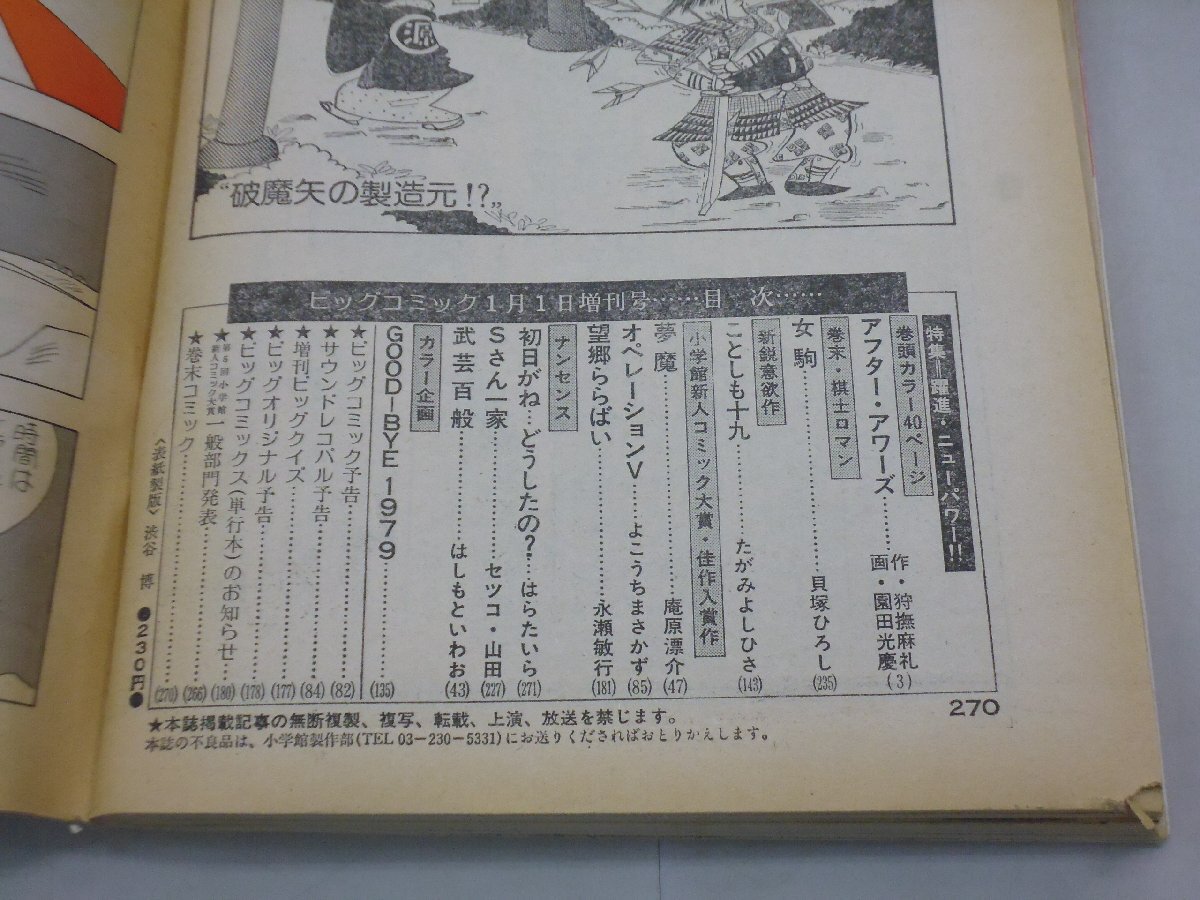 源
“破魔矢の製造元!?„
ビッグコミック1月1日増刊号……目 次……
特集—躍進・ニューパワー!!
巻頭カラー40ページ
アフター・アワーズ………作・狩撫麻礼
画・園田光慶(3)
巻末・棋士ロマン
女駒………貝塚ひろし(235)
新鋭意欲作
ことしも十九………たがみよしひさ(143)
小学館新人コミック大賞・佳作入賞作
夢魔………庵原漂介(47)
オペレーションV……よこうちまさかず(85)
望郷ららばい………永瀬敏行(181)
ナンセンス
初日がね…どうしたの?…はらたいら(271)
Sさん一家………セツコ・山田(227)
武芸百般………はしもといわお(43)
カラー企画
GOOD-BYE 1979………(135)
★ビッグコミック予告………(82)
★サウンドレコパル予告………(84)
★増刊ビッグクイズ………(177)
★ビッグオリジナル予告………(178)
★ビッグコミックス(単行本)のお知らせ…(180)
★第5回小学館新人コミック大賞一般部門発表………(266)
★巻末コミック………(270)
〈表紙製版〉渋谷 博
●230円●
270
★本誌掲載記事の無断複製、複写、転載、上演、放送を禁じます。
本誌の不良品は、小学館製作部(TEL 03-230-5331)にお送りくださればおとりかえします。
時間は